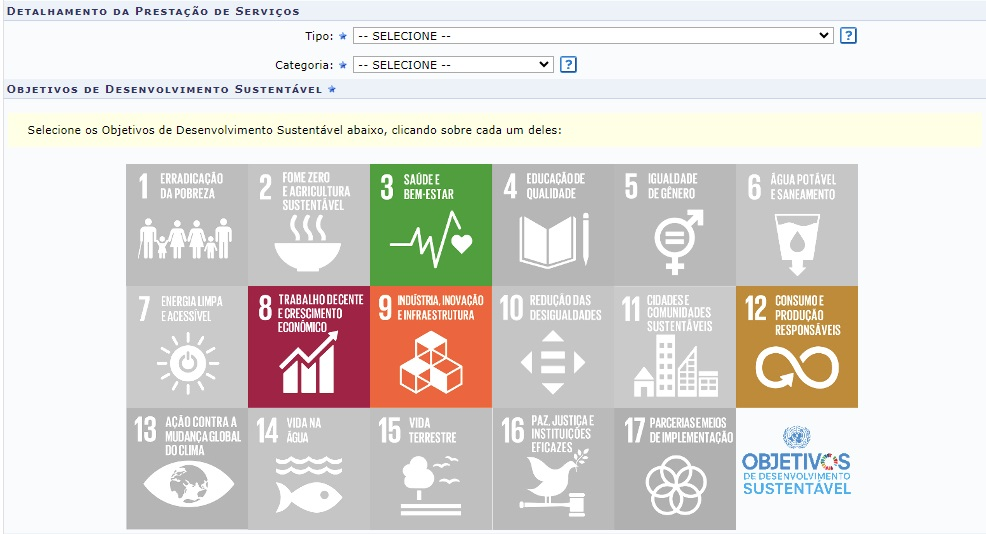 Detalhamento da Prestação de Serviços
Tipo: -- SELECIONE -- ?
Categoria: -- SELECIONE -- ?
Objetivos de Desenvolvimento Sustentável
Selecione os Objetivos de Desenvolvimento Sustentável abaixo, clicando sobre cada um deles:
1 ERRADICAÇÃO
DA POBREZA
2 FOME ZERO
E AGRICULTURA
SUSTENTÁVEL
3 SAÚDE E
BEM-ESTAR
4 EDUCAÇÃO DE
QUALIDADE
5 IGUALDADE
DE GÊNERO
6 ÁGUA POTÁVEL
E SANEAMENTO
7 ENERGIA LIMPA
E ACESSÍVEL
8 TRABALHO DECENTE
E CRESCIMENTO
ECONÔMICO
9 INDÚSTRIA, INOVAÇÃO
E INFRAESTRUTURA
10 REDUÇÃO DAS
DESIGUALDADES
11 CIDADES E
COMUNIDADES
SUSTENTÁVEIS
12 CONSUMO E
PRODUÇÃO
RESPONSÁVEIS
13 AÇÃO CONTRA A
MUDANÇA GLOBAL
DO CLIMA
14 VIDA NA
ÁGUA
15 VIDA
TERRESTRE
16 PAZ, JUSTIÇA E
INSTITUIÇÕES
EFICAZES
17 PARCERIAS E MEIOS
DE IMPLEMENTAÇÃO
OBJETIVOS
DE DESENVOLVIMENTO
SUSTENTÁVEL